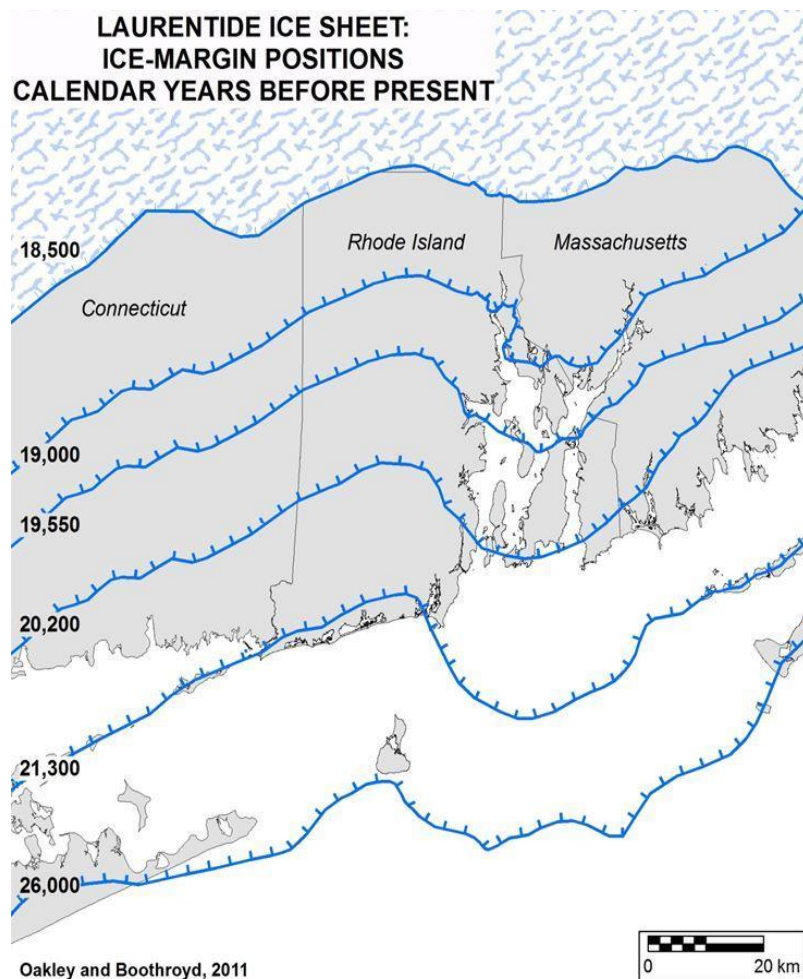 LAURENTIDE ICE SHEET:
ICE-MARGIN POSITIONS
CALENDAR YEARS BEFORE PRESENT
18,500
Rhode Island
Massachusetts
Connecticut
19,000
19,550
20,200
21,300
26,000
Oakley and Boothroyd, 2011
0 20 km